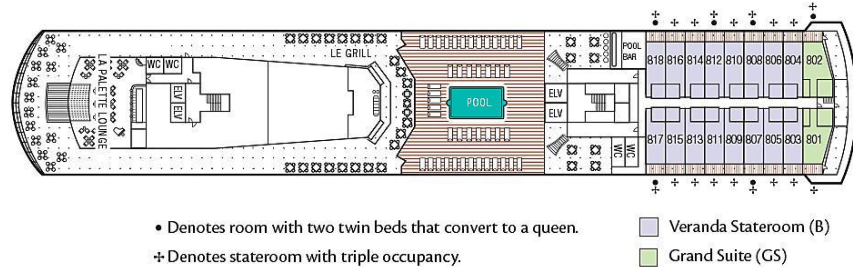 LE GRILL
LA PALETTE LOUNGE
WC WC
ELV
ELV
POOL
POOL BAR
ELV
ELV
WC
WC
818 816 814 812 810 808 806 804 802
817 815 813 811 809 807 805 803 801
• Denotes room with two twin beds that convert to a queen.
✢ Denotes stateroom with triple occupancy.
Veranda Stateroom (B)
Grand Suite (GS)